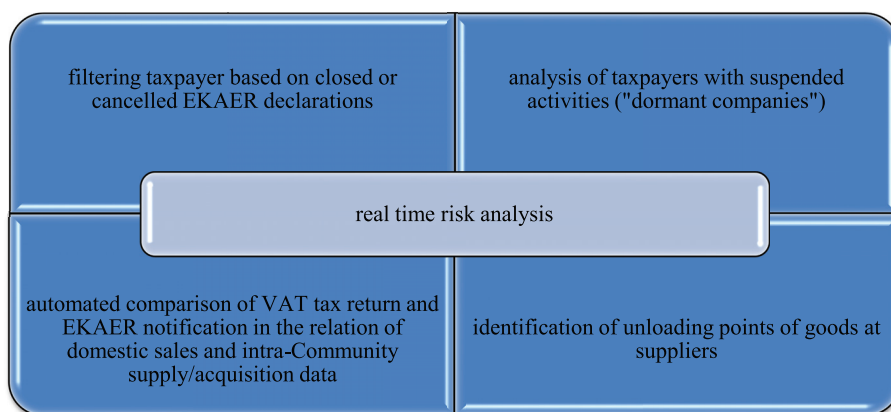 filtering taxpayer based on closed or
cancelled EKAER declarations
analysis of taxpayers with suspended
activities ("dormant companies")
real time risk analysis
automated comparison of VAT tax return and
EKAER notification in the relation of
domestic sales and intra-Community
supply/acquisition data
identification of unloading points of goods at
suppliers